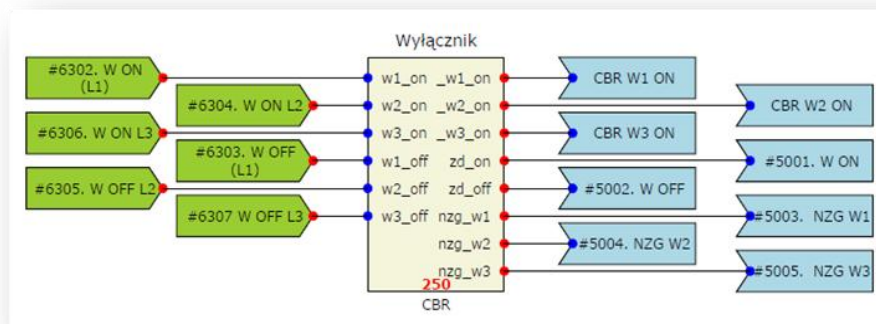 Wyłącznik
#6302. W ON
(L1)
w1_on _w1_on
CBR W1 ON
#6304. W ON L2
w2_on _w2_on
CBR W2 ON
#6306. W ON L3
w3_on _w3_on
CBR W3 ON
#6303. W OFF
(L1)
w1_off zd_on
#5001. W ON
#6305. W OFF L2
w2_off zd_off
#5002. W OFF
#6307 W OFF L3
w3_off nzg_w1
#5003. NZG W1
nzg_w2
#5004. NZG W2
nzg_w3
#5005. NZG W3
250
CBR